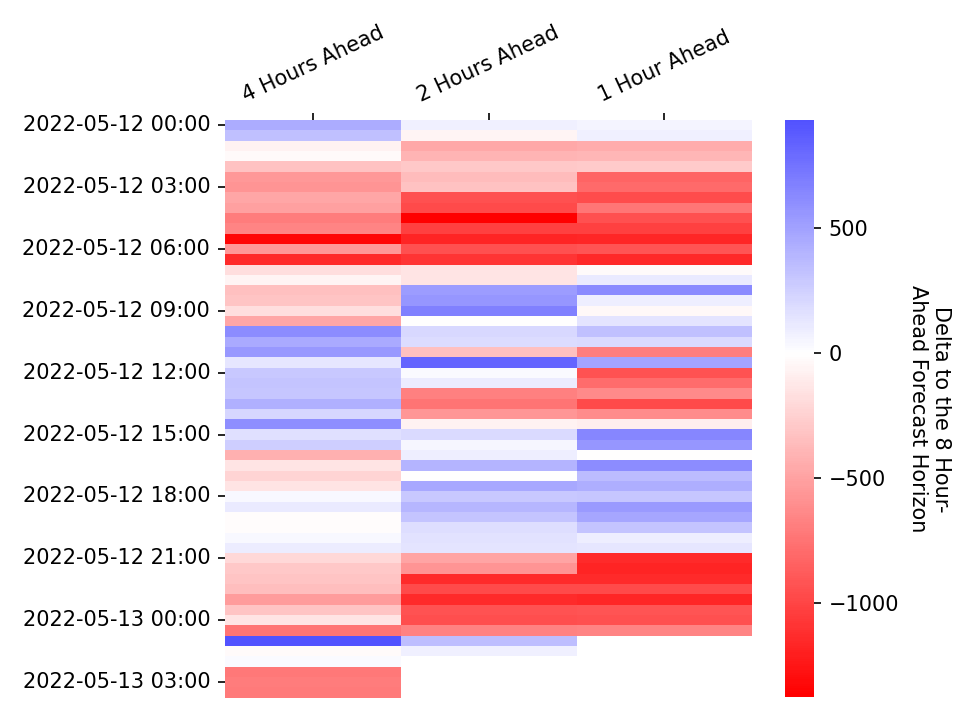 4 Hours Ahead
2 Hours Ahead
1 Hour Ahead
2022-05-12 00:00
2022-05-12 03:00
2022-05-12 06:00
2022-05-12 09:00
2022-05-12 12:00
2022-05-12 15:00
2022-05-12 18:00
2022-05-12 21:00
2022-05-13 00:00
2022-05-13 03:00
500
0
−500
−1000
Delta to the 8 Hour-
Ahead Forecast Horizon